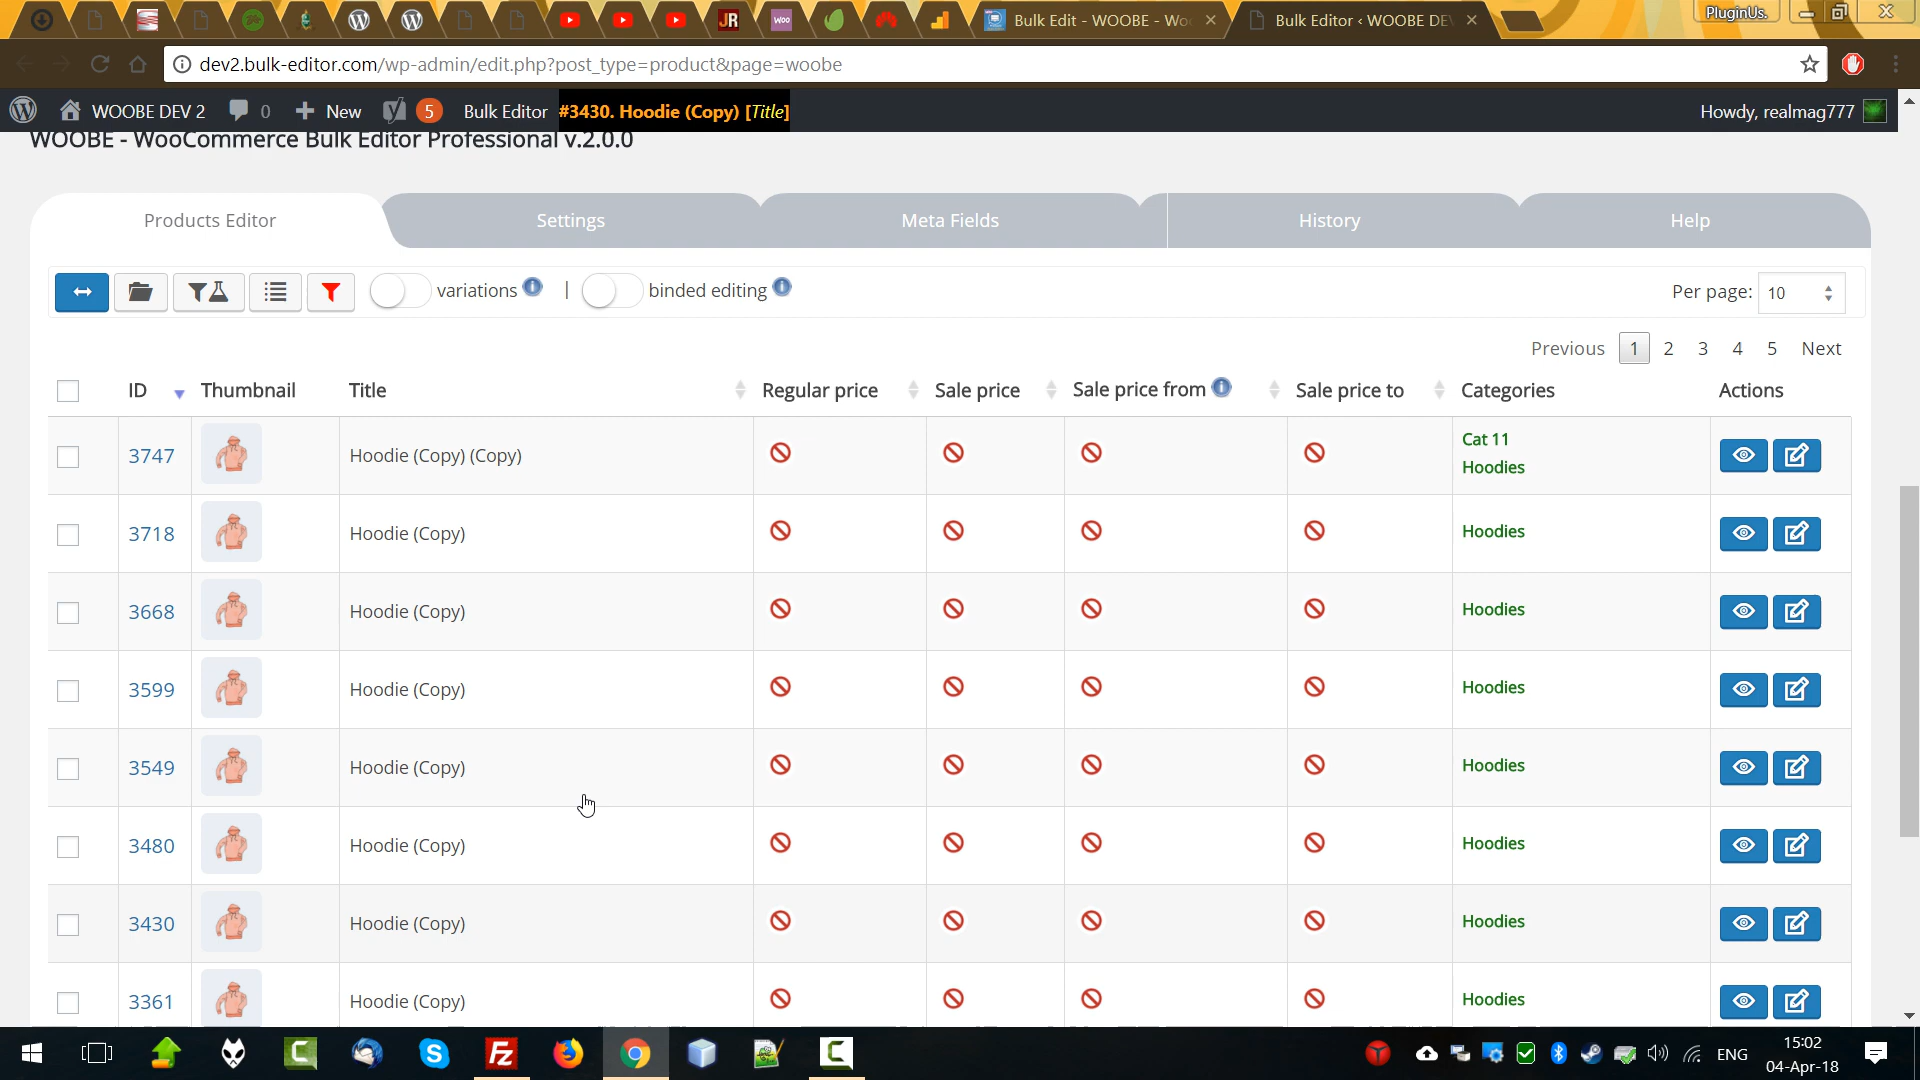 JR
woo
Bulk Edit - WOOBE - Wo
Bulk Editor ‹ WOOBE DE
PluginUs.
dev2.bulk-editor.com/wp-admin/edit.php?post_type=product&page=woobe
WOOBE DEV 2 0 New 5 Bulk Editor #3430. Hoodie (Copy) [Title] Howdy, realmag777
WOOBE - WooCommerce Bulk Editor Professional v.2.0.0
Products Editor Settings Meta Fields History Help
variations | binded editing Per page: 10
Previous 1 2 3 4 5 Next
ID Thumbnail Title Regular price Sale price Sale price from Sale price to Categories Actions
3747 Hoodie (Copy) (Copy) Cat 11
Hoodies
3718 Hoodie (Copy) Hoodies
3668 Hoodie (Copy) Hoodies
3599 Hoodie (Copy) Hoodies
3549 Hoodie (Copy) Hoodies
3480 Hoodie (Copy) Hoodies
3430 Hoodie (Copy) Hoodies
3361 Hoodie (Copy) Hoodies
ENG
15:02
04-Apr-18